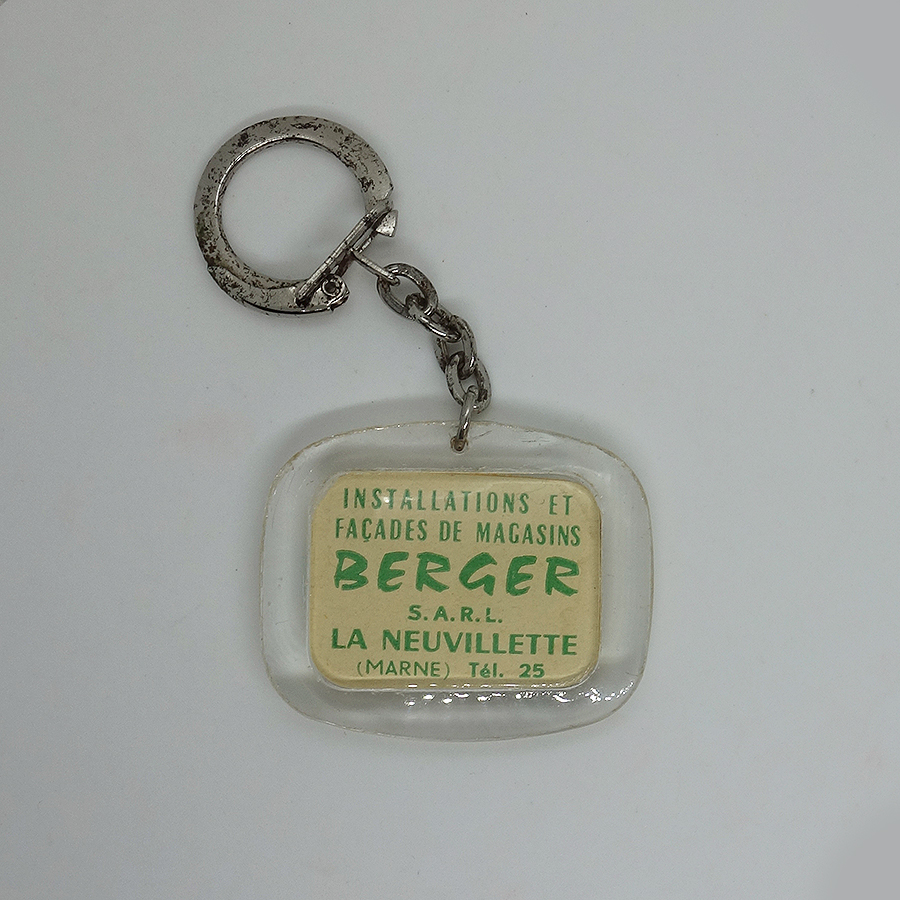 INSTALLATIONS ET
FAÇADES DE MAGASINS
BERGER
S.A.R.L.
LA NEUVILLETTE
(MARNE) Tél. 25